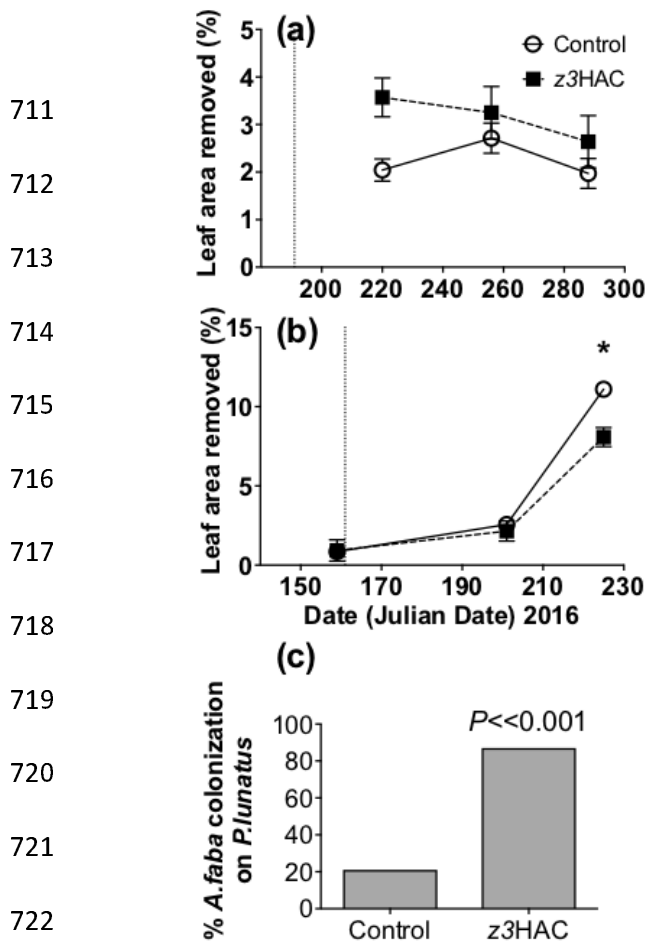 711
712
713
714
715
716
717
718
719
720
721
722
(a)
Control
z3HAC
Leaf area removed (%)
5
4
3
2
1
0
200 220 240 260 280 300
(b)
*
Leaf area removed (%)
15
10
5
0
150 170 190 210 230
Date (Julian Date) 2016
(c)
P<<0.001
% A.faba colonization
on P.lunatus
100
80
60
40
20
0
Control z3HAC